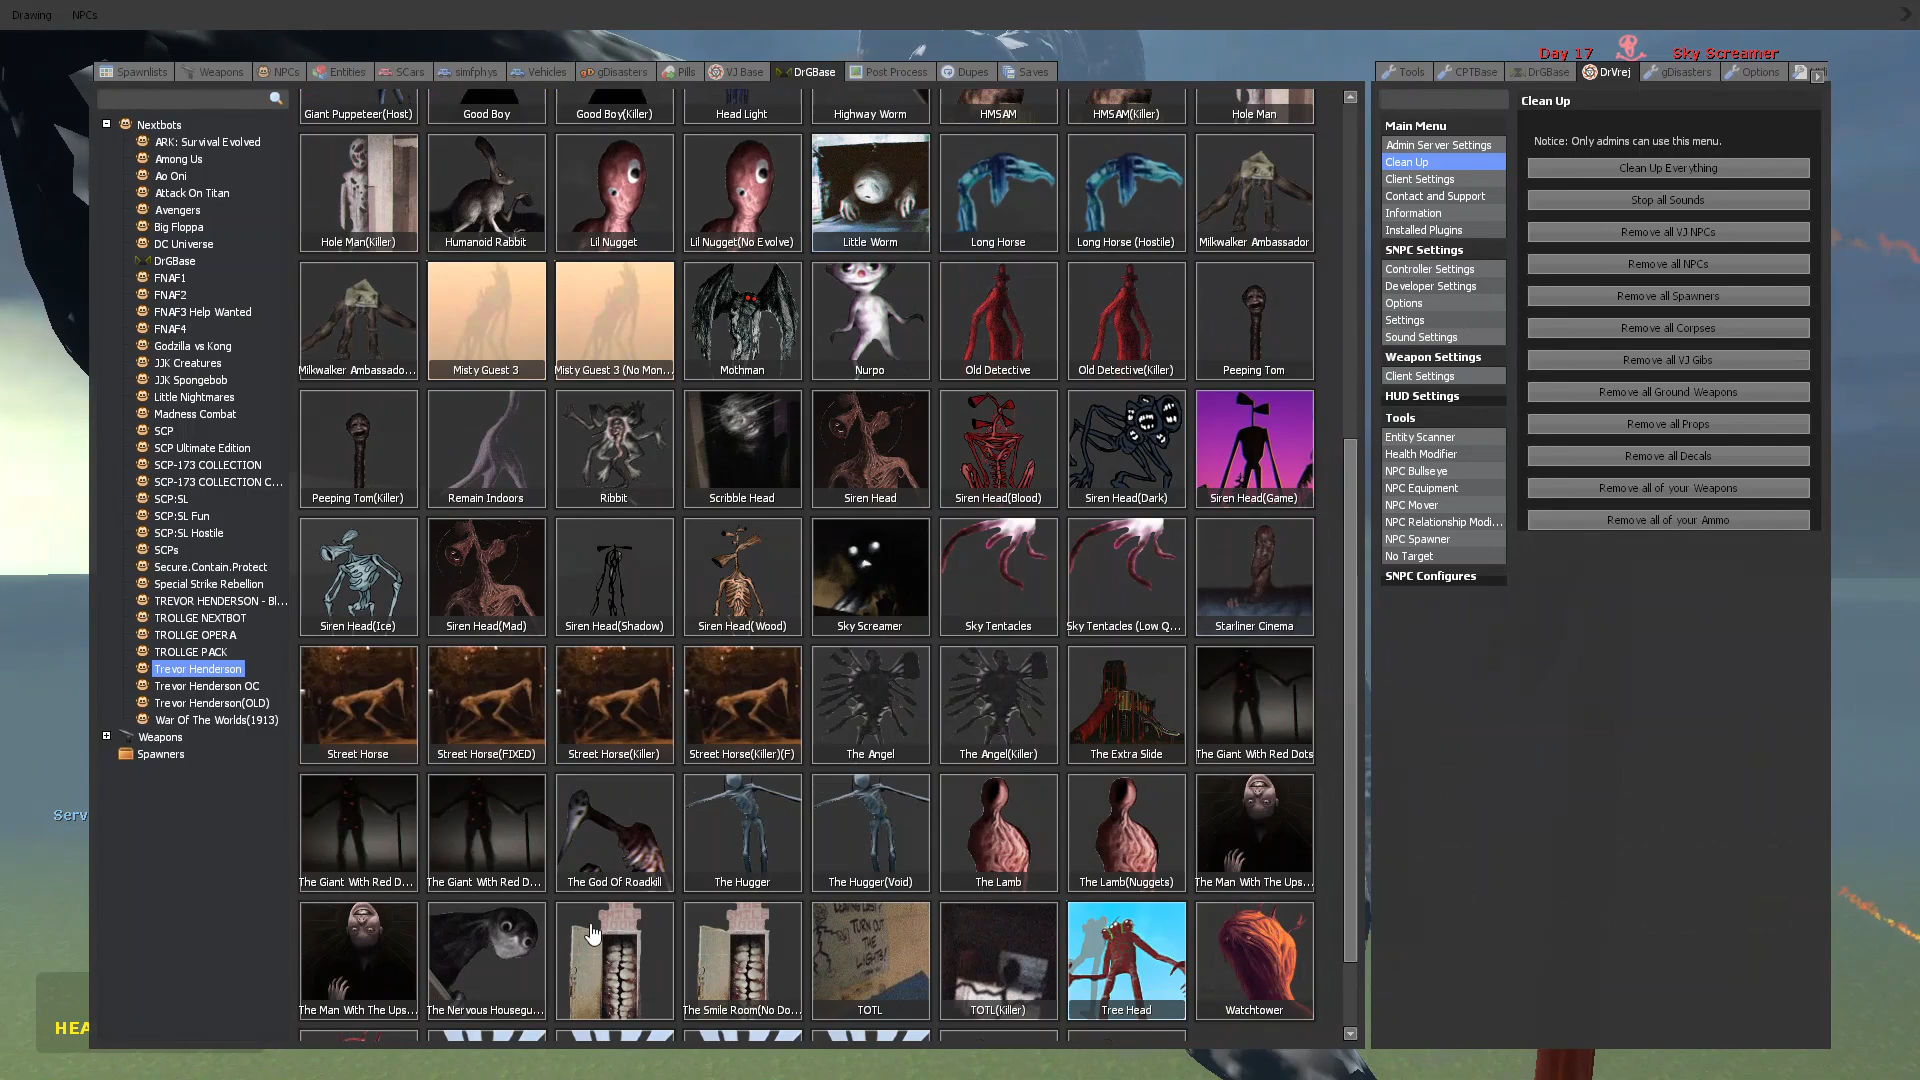 Drawing NPCs
Day 17 Sky Screamer
Spawnlists Weapons NPCs Entities SCars simfphys Vehicles gDisasters Pills VJ Base DrGBase Post Process Dupes Saves
Tools CPTBase DrGBase DrVrej gDisasters Options
Nextbots
ARK: Survival Evolved
Among Us
Ao Oni
Attack On Titan
Avengers
Big Floppa
DC Universe
DrGBase
FNAF1
FNAF2
FNAF3 Help Wanted
FNAF4
Godzilla vs Kong
JJK Creatures
JJK Spongebob
Little Nightmares
Madness Combat
SCP
SCP Ultimate Edition
SCP-173 COLLECTION
SCP-173 COLLECTION C...
SCP:SL
SCP:SL Fun
SCP:SL Hostile
SCPs
Secure.Contain.Protect
Special Strike Rebellion
TREVOR HENDERSON - Bl...
TROLLGE NEXTBOT
TROLLGE OPERA
TROLLGE PACK
Trevor Henderson
Trevor Henderson OC
Trevor Henderson(OLD)
War Of The Worlds(1913)
Weapons
Spawners
Serv
HEA
Giant Puppeteer(Host) Good Boy Good Boy(Killer) Head Light Highway Worm HMSAM HMSAM(Killer) Hole Man
Hole Man(Killer) Humanoid Rabbit Lil Nugget Lil Nugget(No Evolve) Little Worm Long Horse Long Horse (Hostile) Milkwalker Ambassador
Milkwalker Ambassado... Misty Guest 3 Misty Guest 3 (No Mon... Mothman Nurpo Old Detective Old Detective(Killer) Peeping Tom
Peeping Tom(Killer) Remain Indoors Ribbit Scribble Head Siren Head Siren Head(Blood) Siren Head(Dark) Siren Head(Game)
Siren Head(Ice) Siren Head(Mad) Siren Head(Shadow) Siren Head(Wood) Sky Screamer Sky Tentacles Sky Tentacles (Low Q... Starliner Cinema
Street Horse Street Horse(FIXED) Street Horse(Killer) Street Horse(Killer)(F) The Angel The Angel(Killer) The Extra Slide The Giant With Red Dots
The Giant With Red D... The Giant With Red D... The God Of Roadkill The Hugger The Hugger(Void) The Lamb The Lamb(Nuggets) The Man With The Ups...
TURN OUT
THE
LIGHTS!
The Man With The Ups... The Nervous Housegu... The Smile Room(No Do... TOTL TOTL(Killer) Tree Head Watchtower
Main Menu
Admin Server Settings
Clean Up
Client Settings
Contact and Support
Information
Installed Plugins
SNPC Settings
Controller Settings
Developer Settings
Options
Settings
Sound Settings
Weapon Settings
Client Settings
HUD Settings
Tools
Entity Scanner
Health Modifier
NPC Bullseye
NPC Equipment
NPC Mover
NPC Relationship Modi...
NPC Spawner
No Target
SNPC Configures
Clean Up
Notice: Only admins can use this menu.
Clean Up Everything
Stop all Sounds
Remove all VJ NPCs
Remove all NPCs
Remove all Spawners
Remove all Corpses
Remove all VJ Gibs
Remove all Ground Weapons
Remove all Props
Remove all Decals
Remove all of your Weapons
Remove all of your Ammo